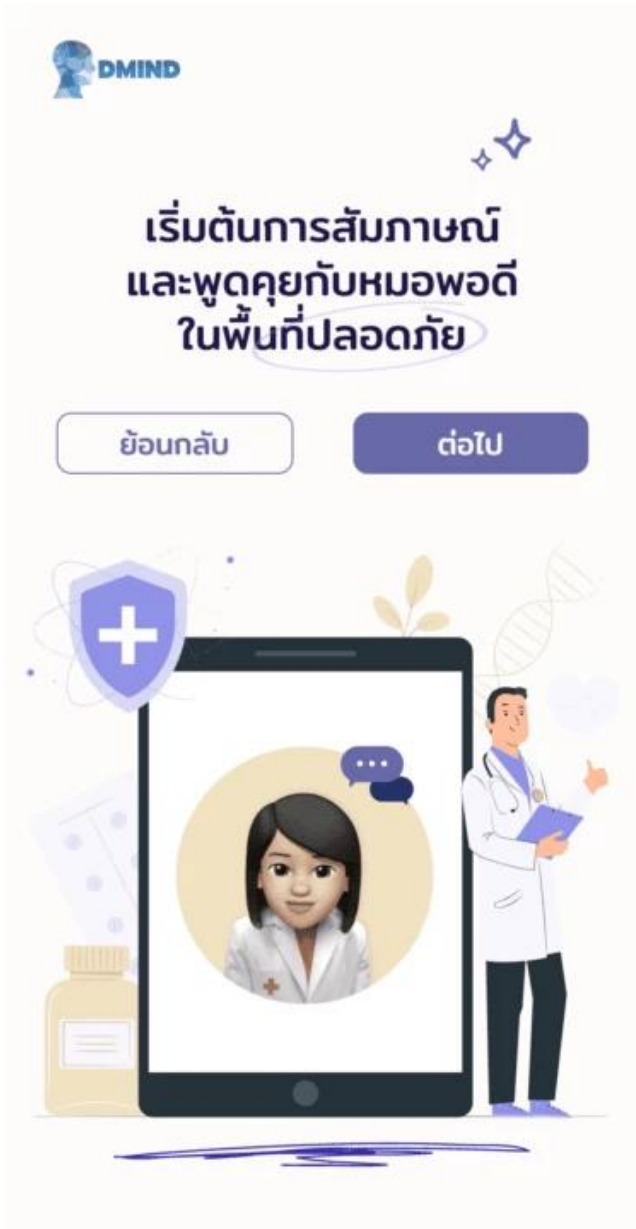 DMIND
เริ่มต้นการสัมภาษณ์
และพูดคุยกับหมอพอดี
ในพื้นที่ปลอดภัย
ย้อนกลับ
ต่อไป